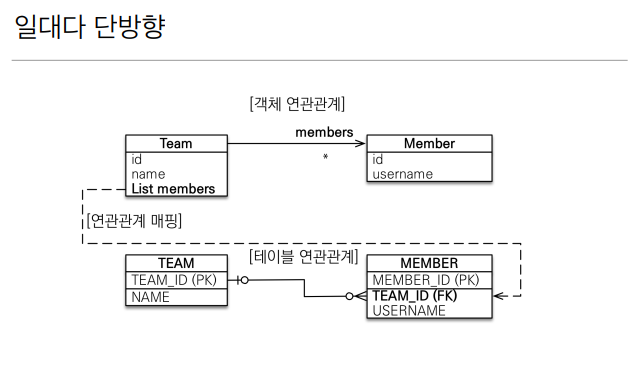 일대다 단방향
[객체 연관관계]
members
*
Team
id
name
List members
Member
id
username
[연관관계 매핑]
[테이블 연관관계]
TEAM
TEAM_ID (PK)
NAME
MEMBER
MEMBER_ID (PK)
TEAM_ID (FK)
USERNAME